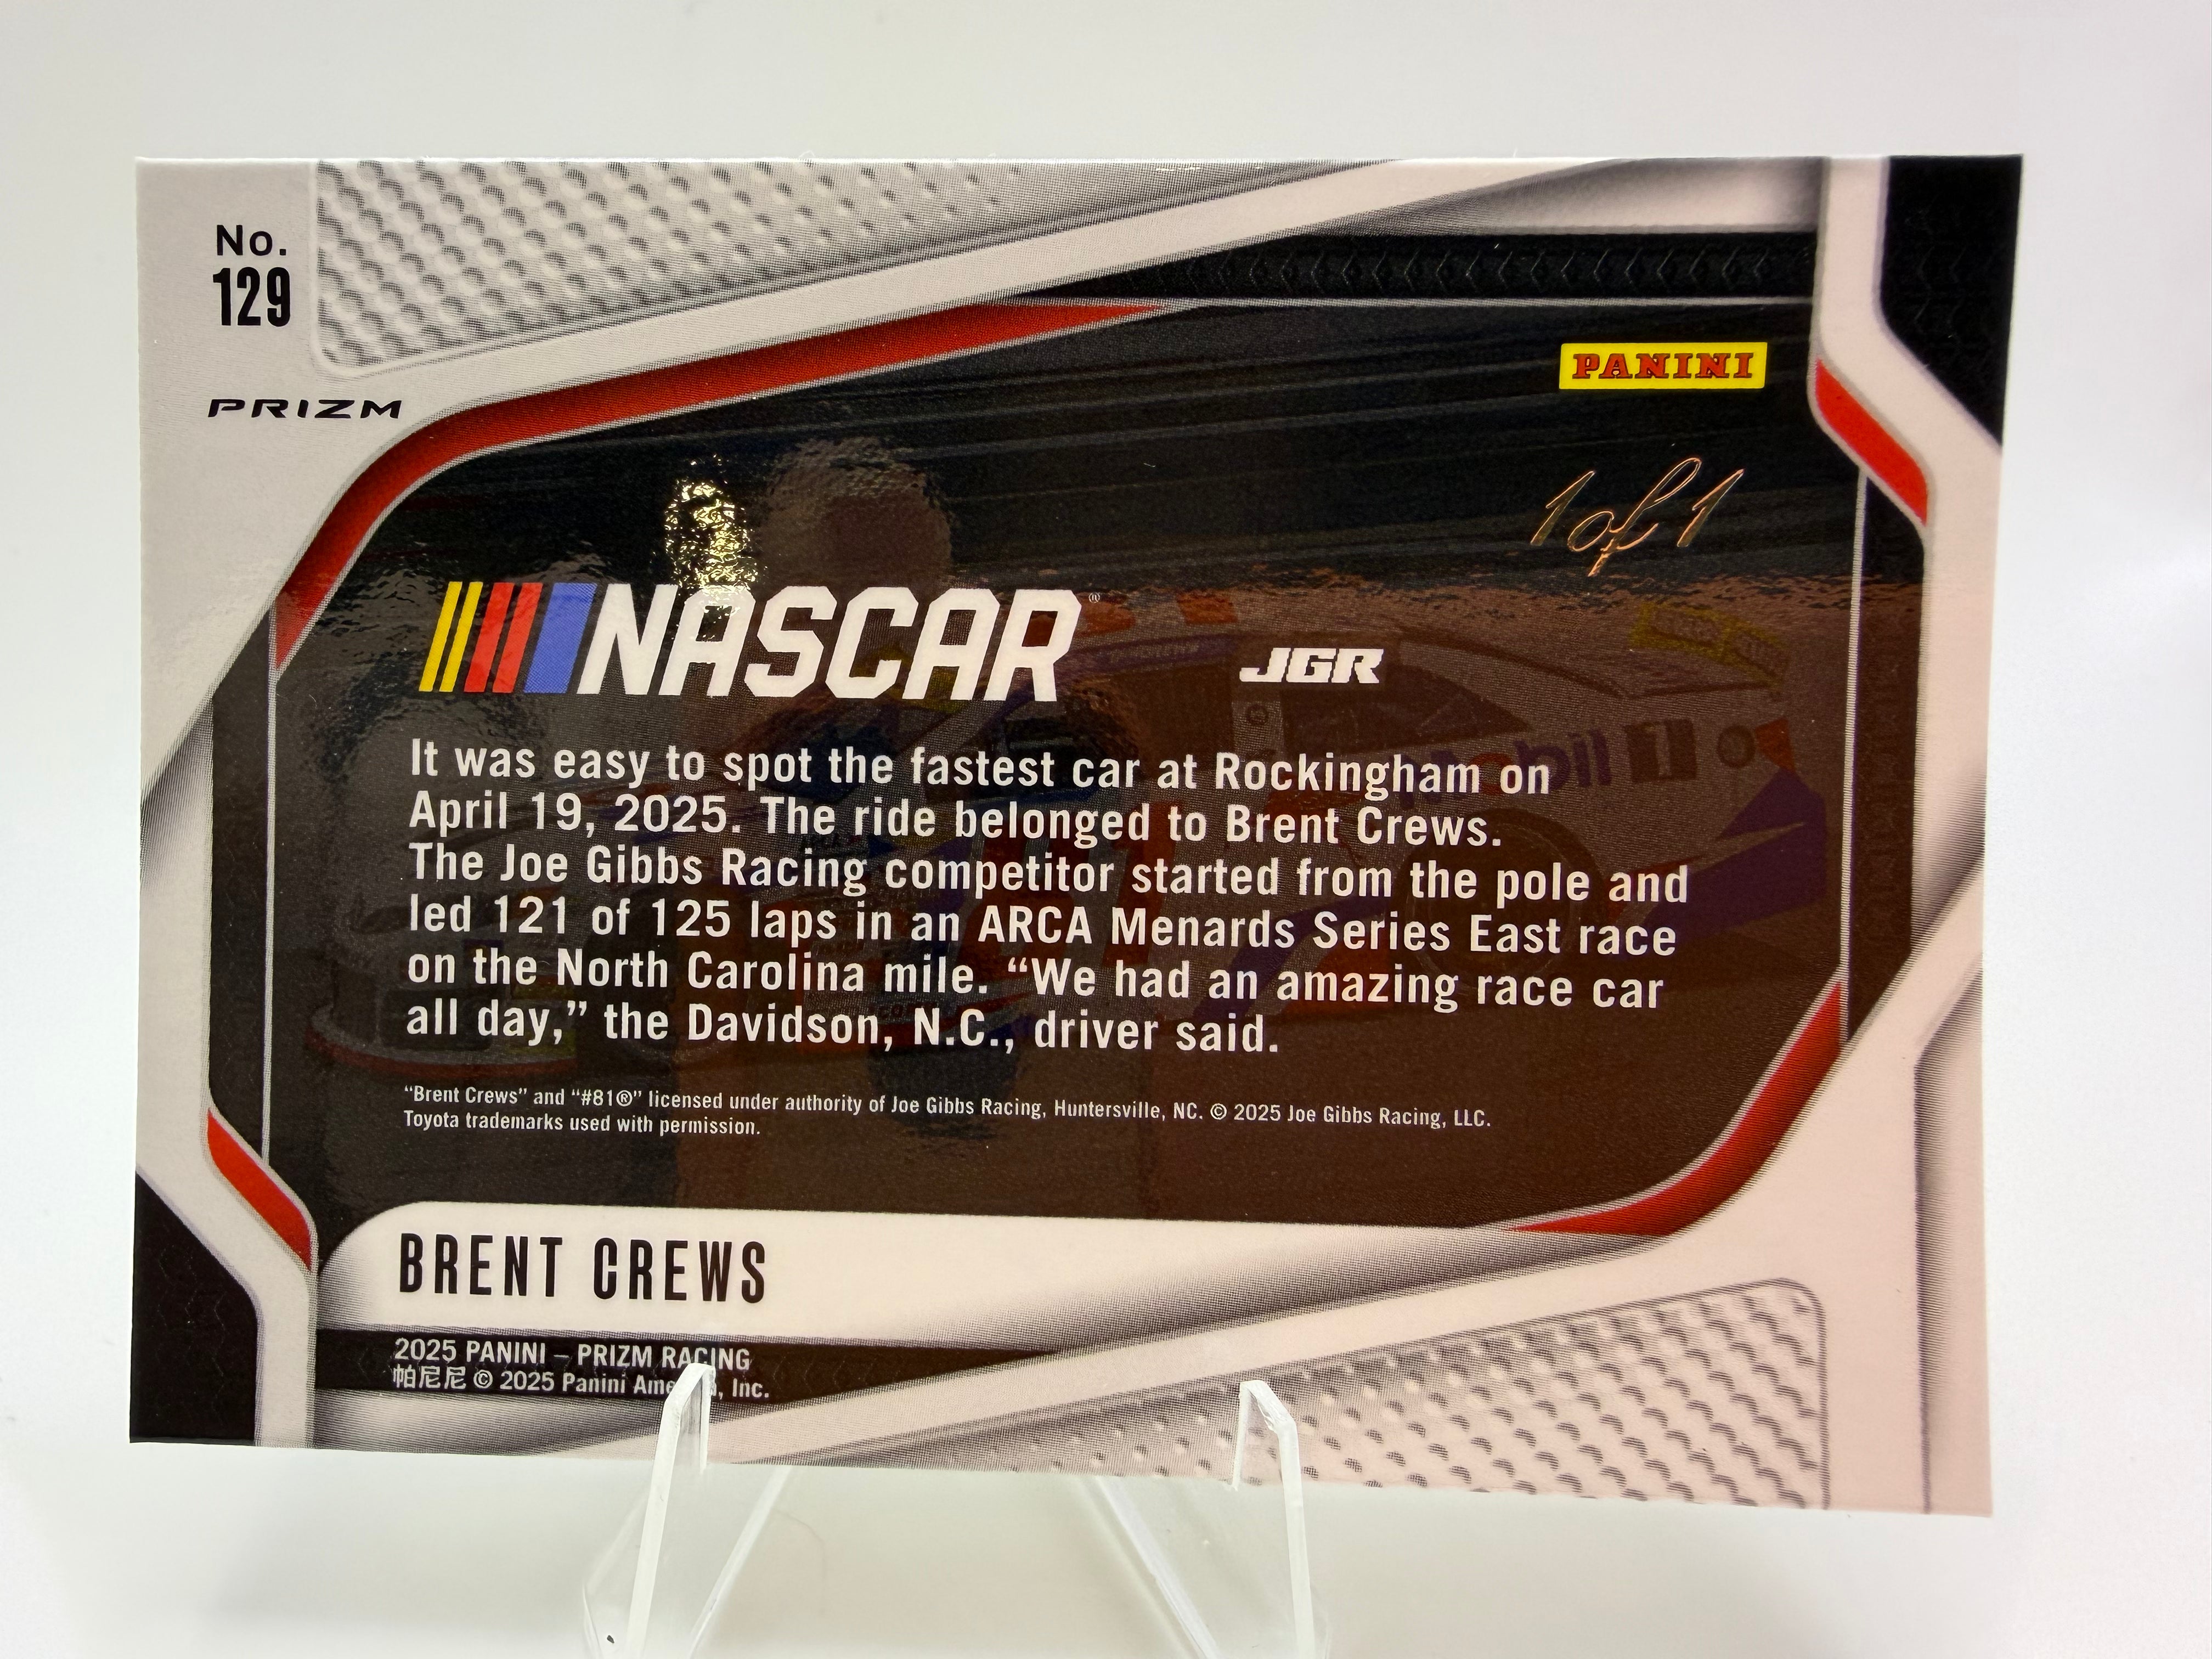 No.
129
PRIZM
PANINI
1 of 1
NASCAR®
JGR
Mobil 1
It was easy to spot the fastest car at Rockingham on
April 19, 2025. The ride belonged to Brent Crews.
The Joe Gibbs Racing competitor started from the pole and
led 121 of 125 laps in an ARCA Menards Series East race
on the North Carolina mile. “We had an amazing race car
all day,” the Davidson, N.C., driver said.
“Brent Crews” and “#81®” licensed under authority of Joe Gibbs Racing, Huntersville, NC. © 2025 Joe Gibbs Racing, LLC.
Toyota trademarks used with permission.
BRENT CREWS
2025 PANINI – PRIZM RACING
帕尼尼 © 2025 Panini America, Inc.